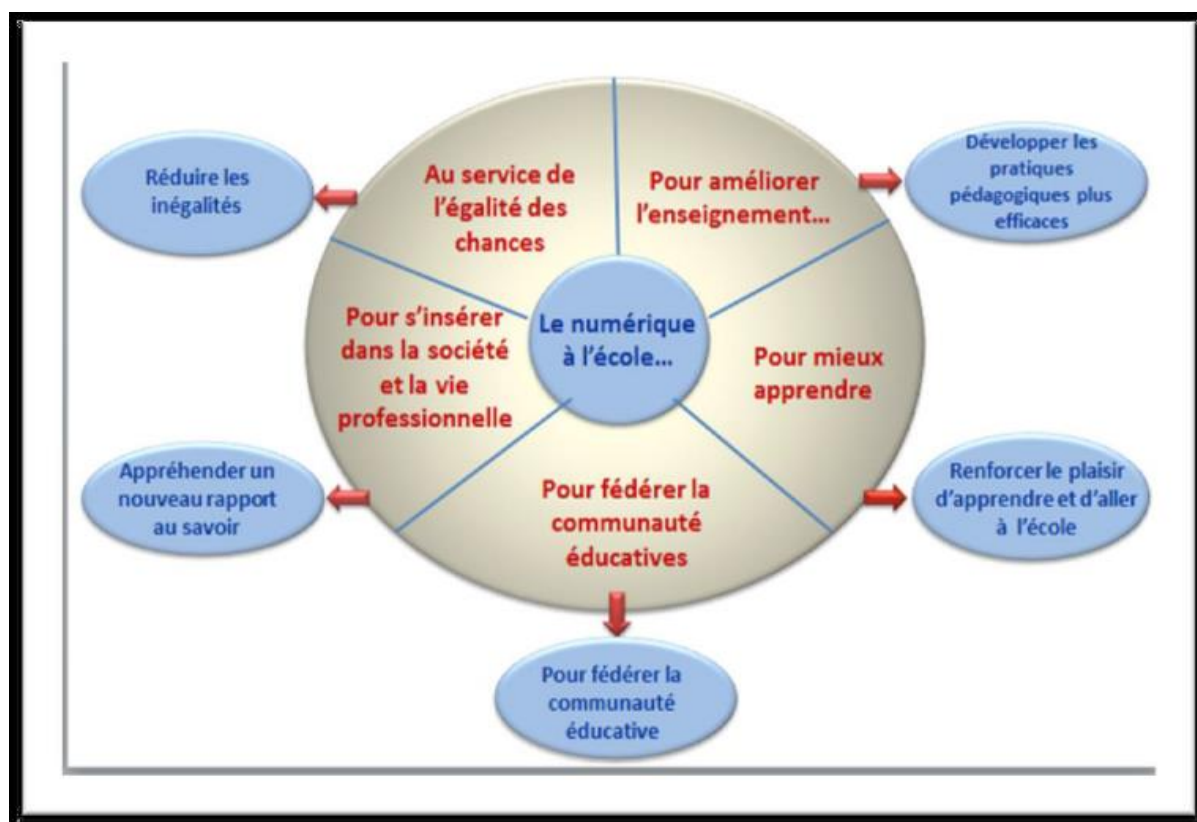 Le numérique
à l'école...
Au service de
l'égalité des
chances
Réduire les
inégalités
Pour améliorer
l'enseignement...
Développer les
pratiques
pédagogiques plus
efficaces
Pour mieux
apprendre
Renforcer le plaisir
d'apprendre et d'aller
à l'école
Pour fédérer la
communauté
éducatives
Pour fédérer la
communauté
éducative
Pour s'insérer
dans la société
et la vie
professionnelle
Appréhender un
nouveau rapport
au savoir